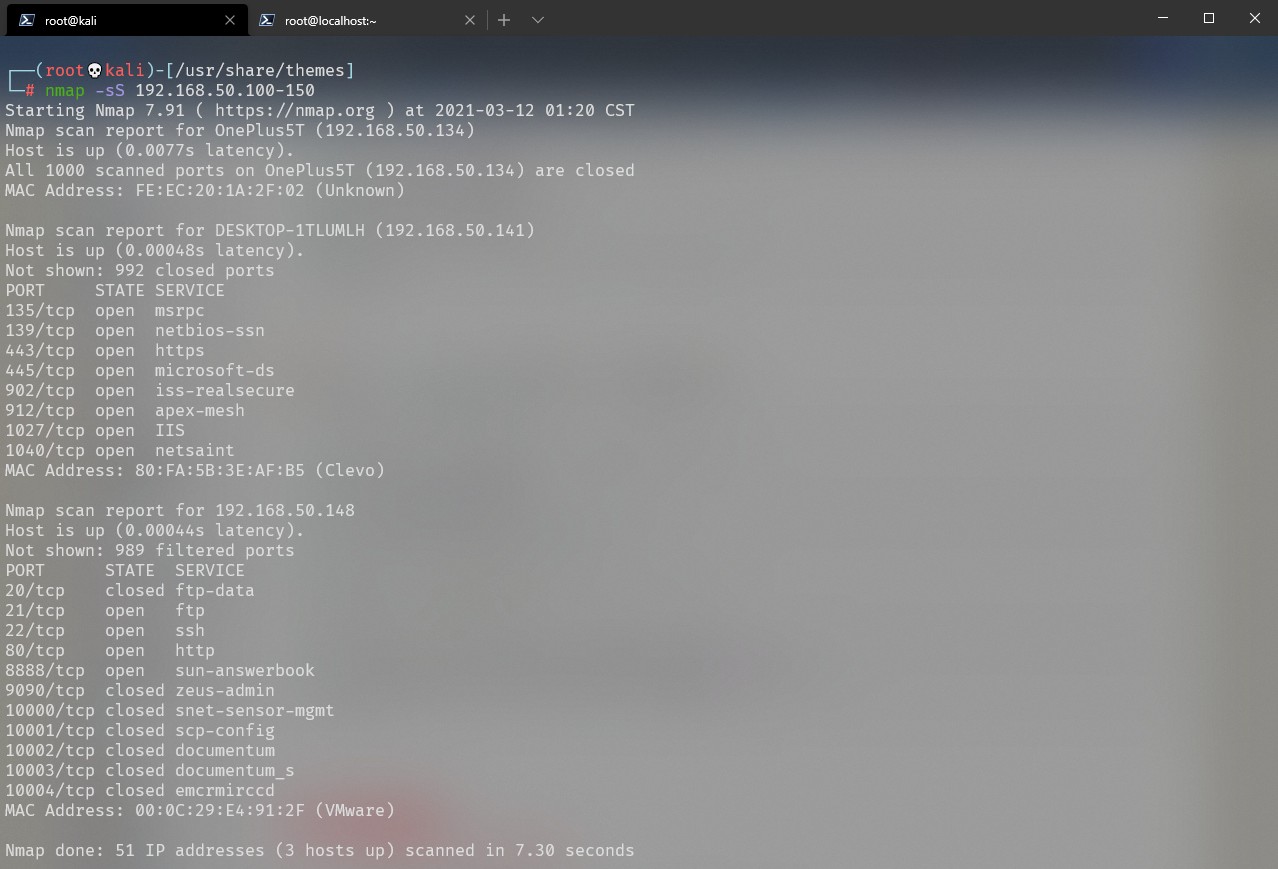 root@kali
root@localhost:~
┌──(root💀kali)-[/usr/share/themes]
└─# nmap -sS 192.168.50.100-150
Starting Nmap 7.91 ( https://nmap.org ) at 2021-03-12 01:20 CST
Nmap scan report for OnePlus5T (192.168.50.134)
Host is up (0.0077s latency).
All 1000 scanned ports on OnePlus5T (192.168.50.134) are closed
MAC Address: FE:EC:20:1A:2F:02 (Unknown)

Nmap scan report for DESKTOP-1TLUMLH (192.168.50.141)
Host is up (0.00048s latency).
Not shown: 992 closed ports
PORT     STATE SERVICE
135/tcp  open  msrpc
139/tcp  open  netbios-ssn
443/tcp  open  https
445/tcp  open  microsoft-ds
902/tcp  open  iss-realsecure
912/tcp  open  apex-mesh
1027/tcp open  IIS
1040/tcp open  netsaint
MAC Address: 80:FA:5B:3E:AF:B5 (Clevo)

Nmap scan report for 192.168.50.148
Host is up (0.00044s latency).
Not shown: 989 filtered ports
PORT      STATE  SERVICE
20/tcp    closed ftp-data
21/tcp    open   ftp
22/tcp    open   ssh
80/tcp    open   http
8888/tcp  open   sun-answerbook
9090/tcp  closed zeus-admin
10000/tcp closed snet-sensor-mgmt
10001/tcp closed scp-config
10002/tcp closed documentum
10003/tcp closed documentum_s
10004/tcp closed emcrmirccd
MAC Address: 00:0C:29:E4:91:2F (VMware)

Nmap done: 51 IP addresses (3 hosts up) scanned in 7.30 seconds